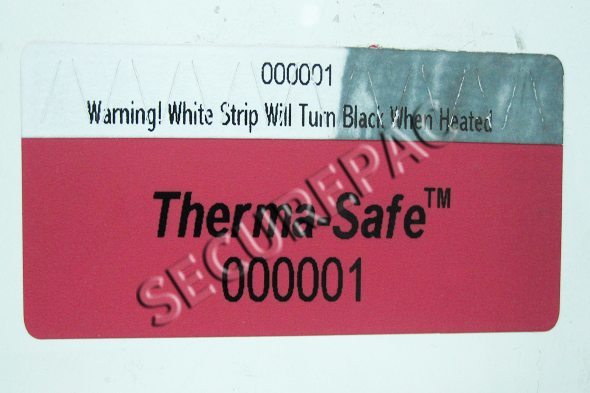 000001
Warning! White Strip Will Turn Black When Heated
Therma-Safe™
000001
SECUREPAC